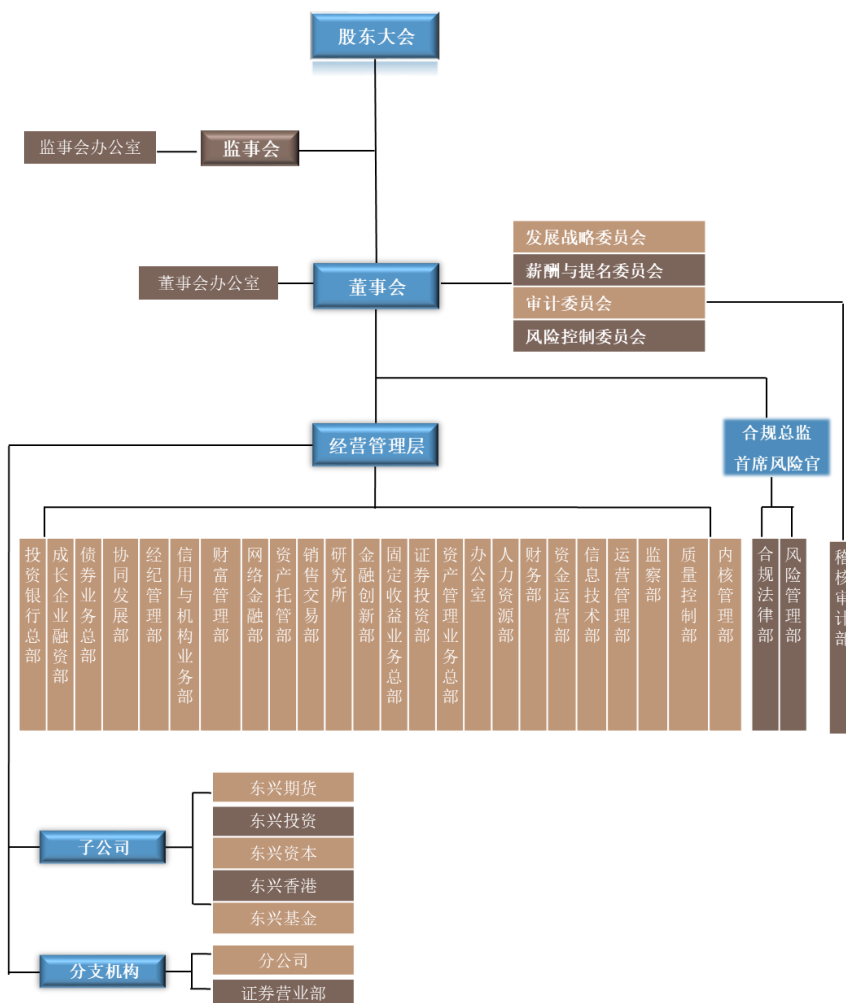 股东大会
监事会办公室
监事会
发展战略委员会
薪酬与提名委员会
审计委员会
风险控制委员会
董事会办公室
董事会
经营管理层
合规总监
首席风险官
投资银行总部
成长企业融资部
债券业务总部
协同发展部
经纪管理部
信用与机构业务部
财富管理部
网络金融部
资产托管部
销售交易部
研究所
金融创新部
固定收益业务总部
证券投资部
资产管理业务总部
办公室
人力资源部
财务部
资金运营部
信息技术部
运营管理部
监察部
质量控制部
内核管理部
合规法律部
风险管理部
稽核审计部
子公司
东兴期货
东兴投资
东兴资本
东兴香港
东兴基金
分支机构
分公司
证券营业部